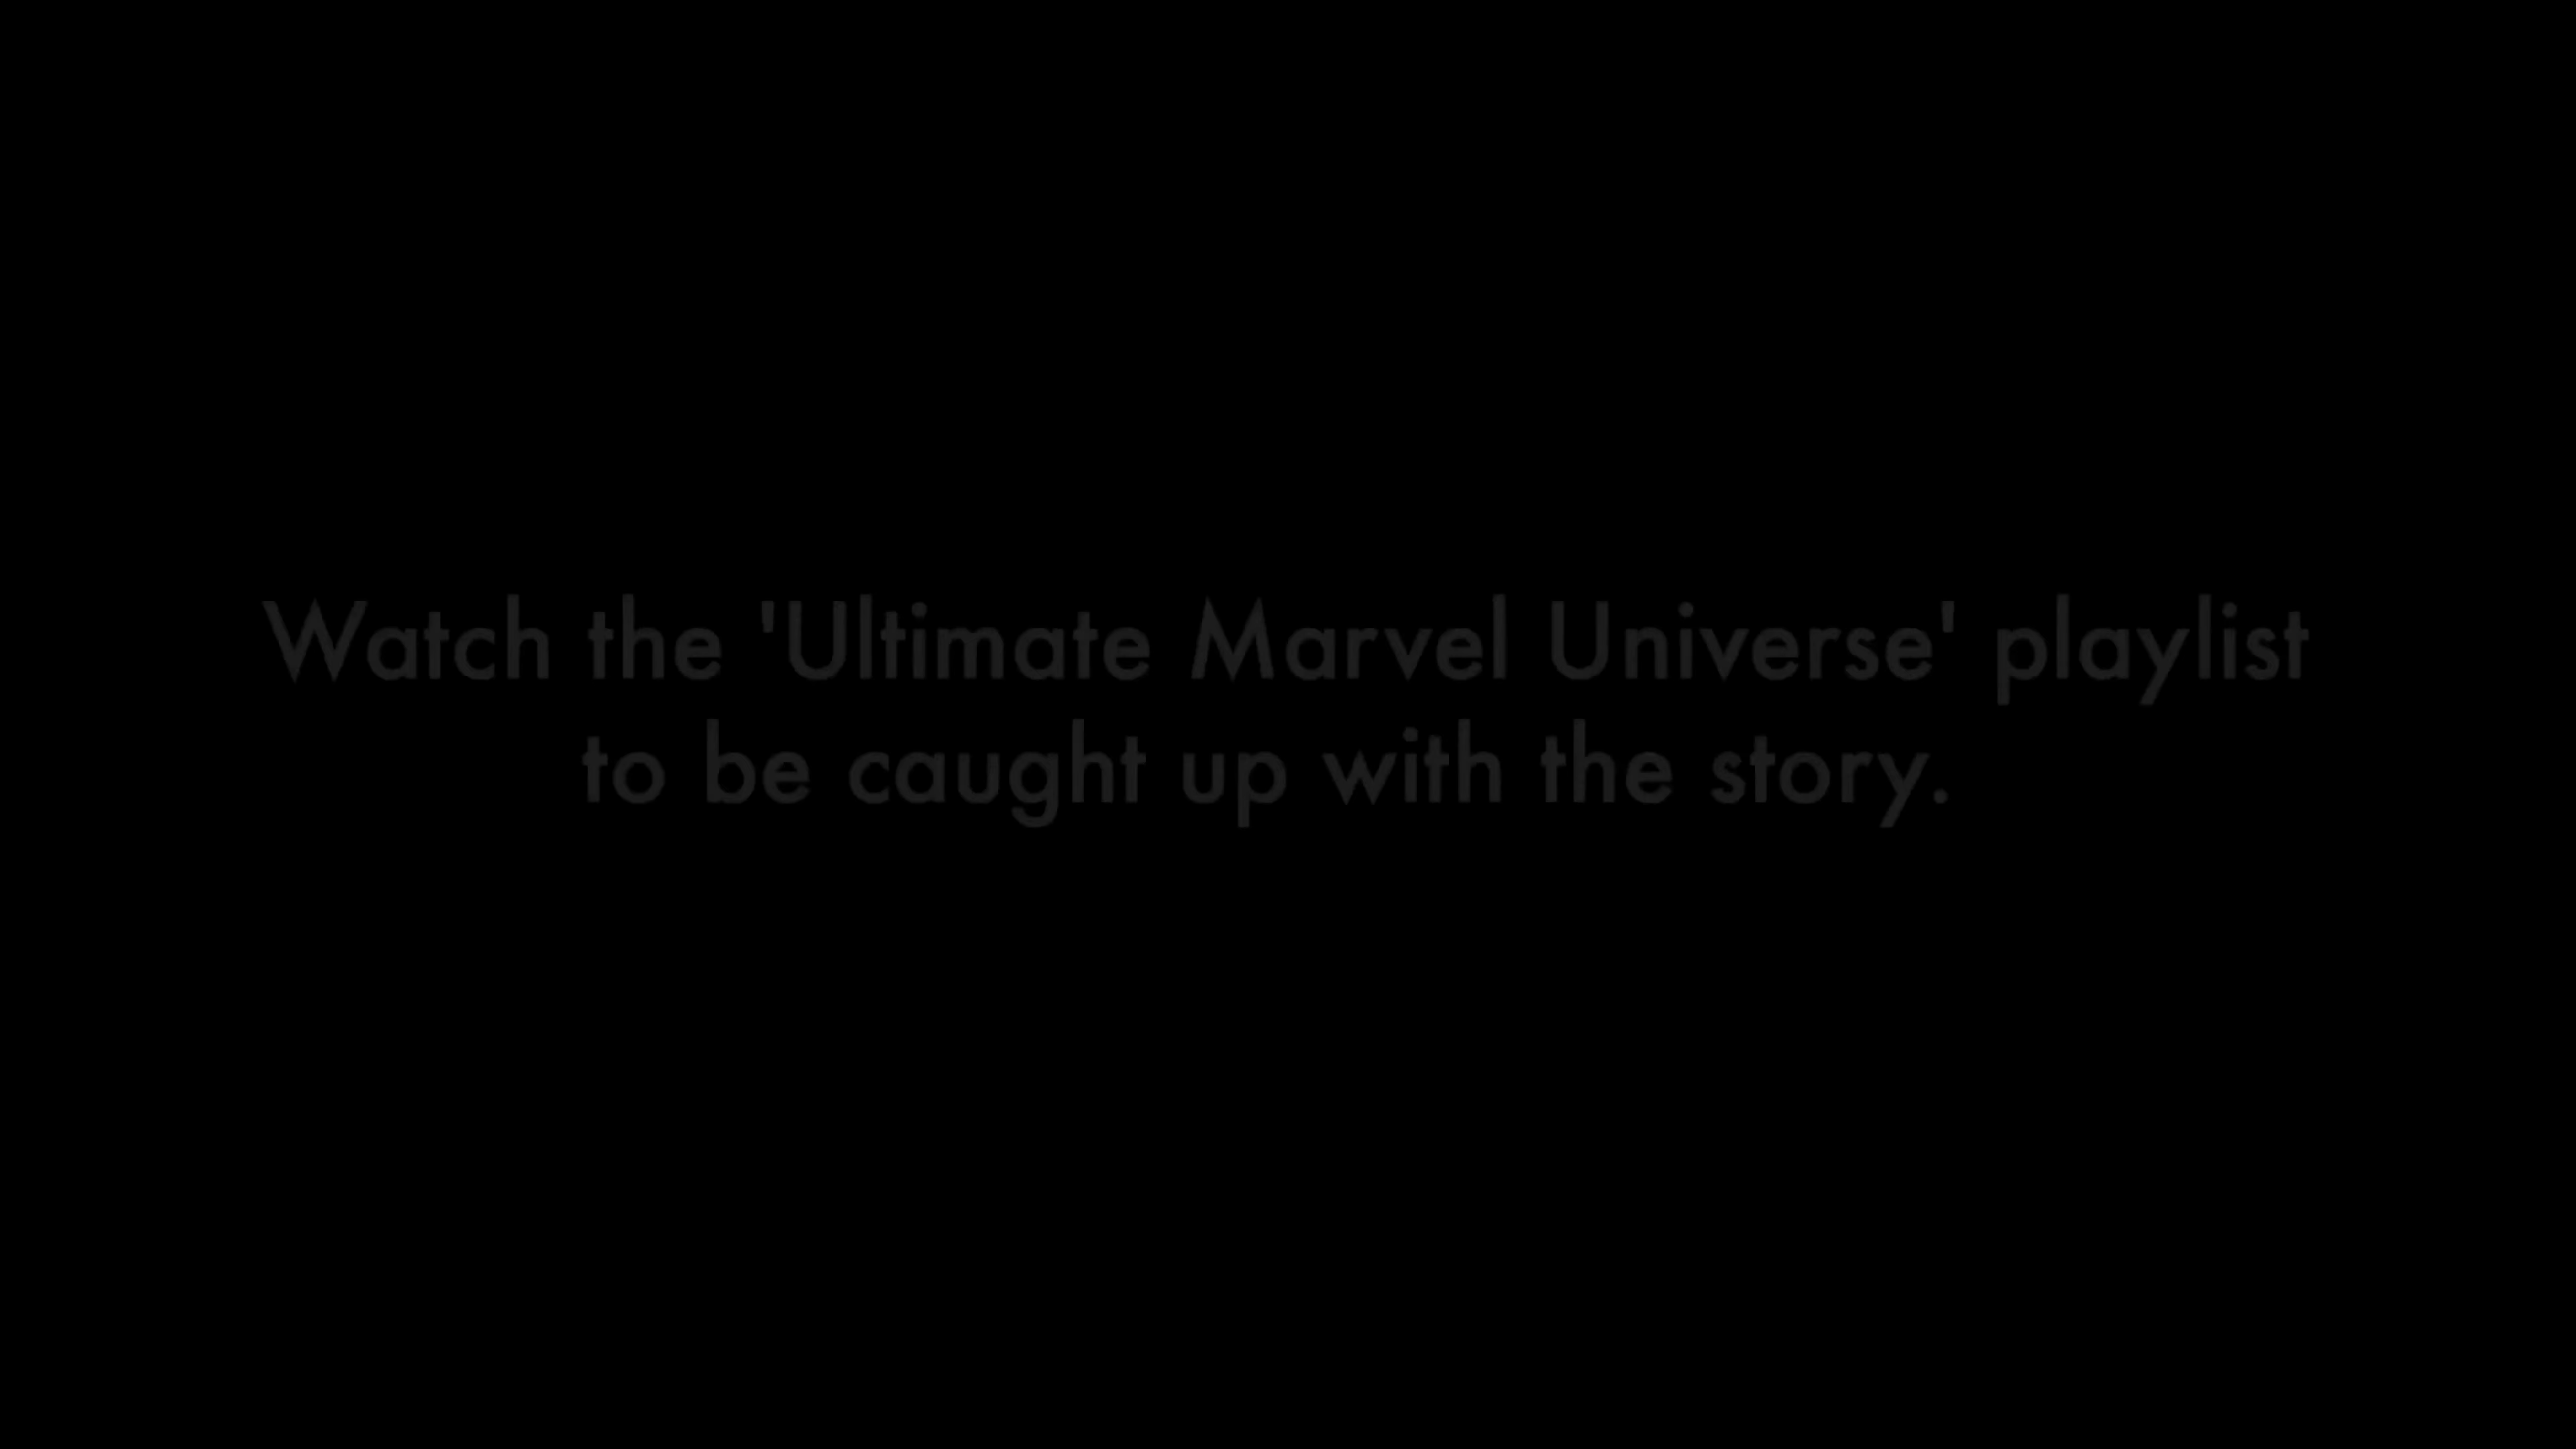 Watch the 'Ultimate Marvel Universe' playlist
to be caught up with the story.